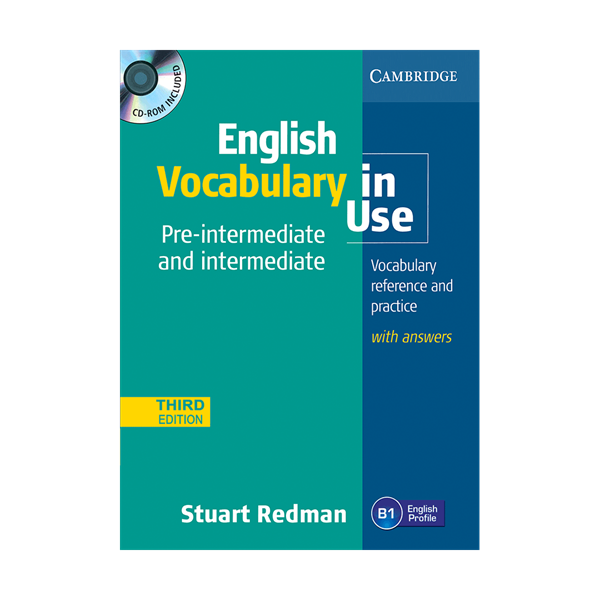 CD-ROM INCLUDED
CAMBRIDGE
English
Vocabulary in
Use
Pre-intermediate
and intermediate
Vocabulary
reference and
practice
with answers
THIRD
EDITION
Stuart Redman
B1 English
Profile